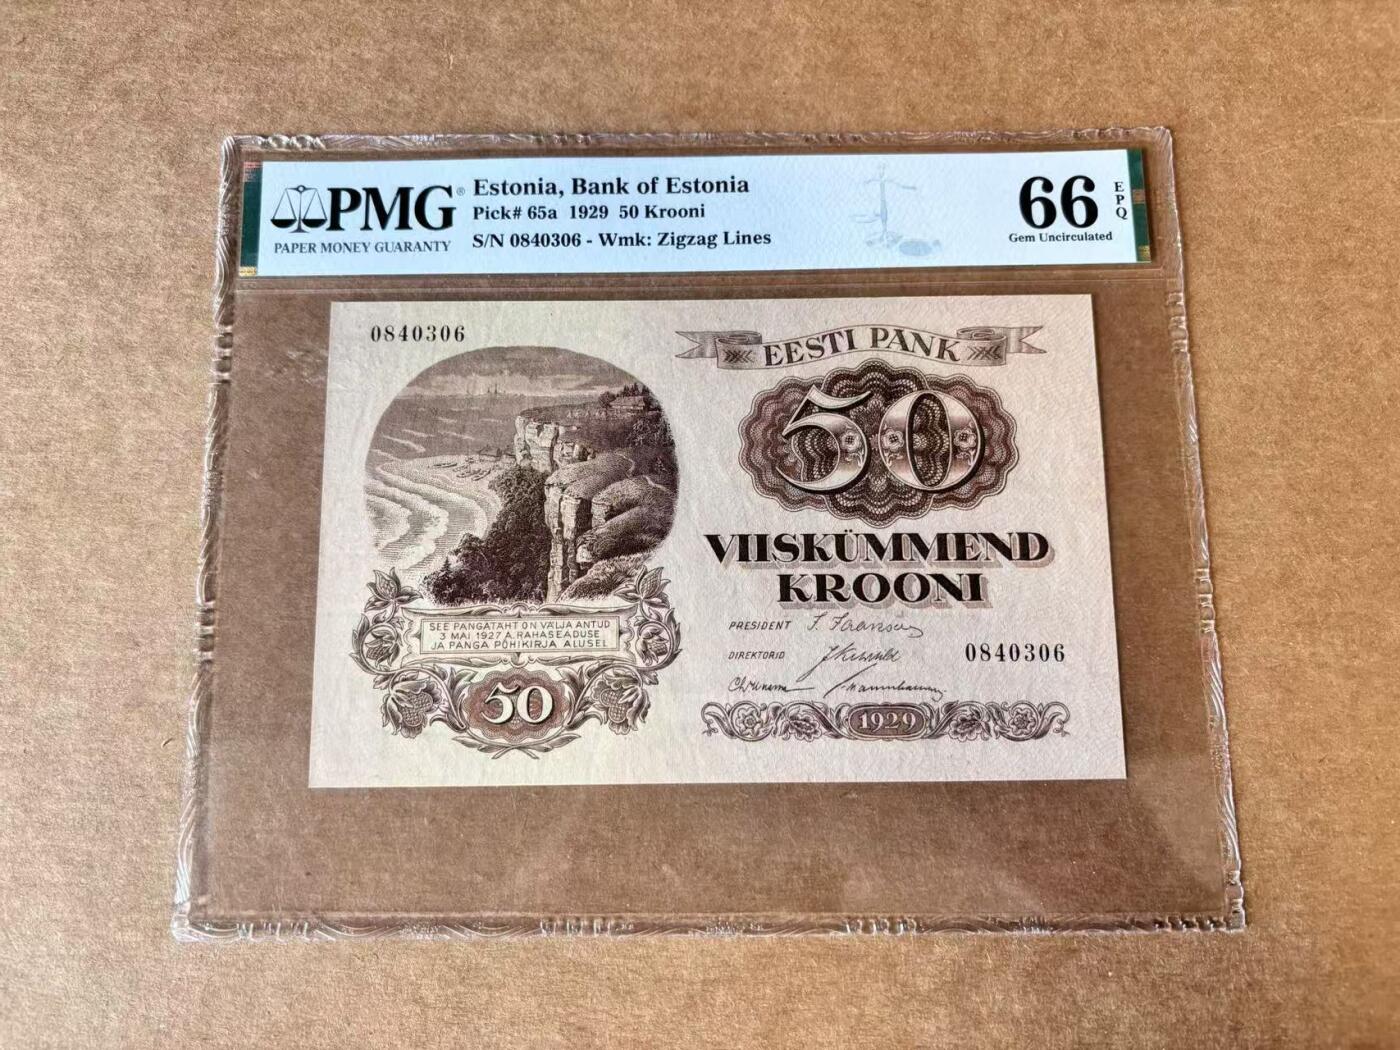 PMG®
PAPER MONEY GUARANTY
Estonia, Bank of Estonia
Pick# 65a 1929 50 Krooni
S/N 0840306 - Wmk: Zigzag Lines
66 EPQ
Gem Uncirculated
0840306
EESTI PANK
50
VIISKÜMMEND
KROONI
SEE PANGATÄHT ON VÄLJA ANTUD
3 MAI 1927 A. RAHASEADUSE
JA PANGA PÕHIKIRJA ALUSEL
50
PRESIDENT
DIREKTORID
0840306
1929